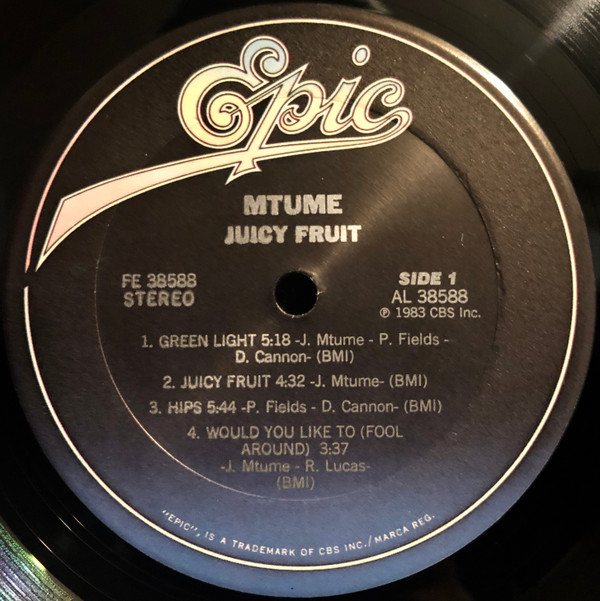 Epic
MTUME
JUICY FRUIT
FE 38588
STEREO
SIDE 1
AL 38588
℗ 1983 CBS Inc.
1. GREEN LIGHT 5:18 -J. Mtume - P. Fields -
D. Cannon- (BMI)
2. JUICY FRUIT 4:32 -J. Mtume- (BMI)
3. HIPS 5:44 -P. Fields - D. Cannon- (BMI)
4. WOULD YOU LIKE TO (FOOL
AROUND) 3:37
-J. Mtume - R. Lucas-
(BMI)
"EPIC", IS A TRADEMARK OF CBS INC./MARCA REG.